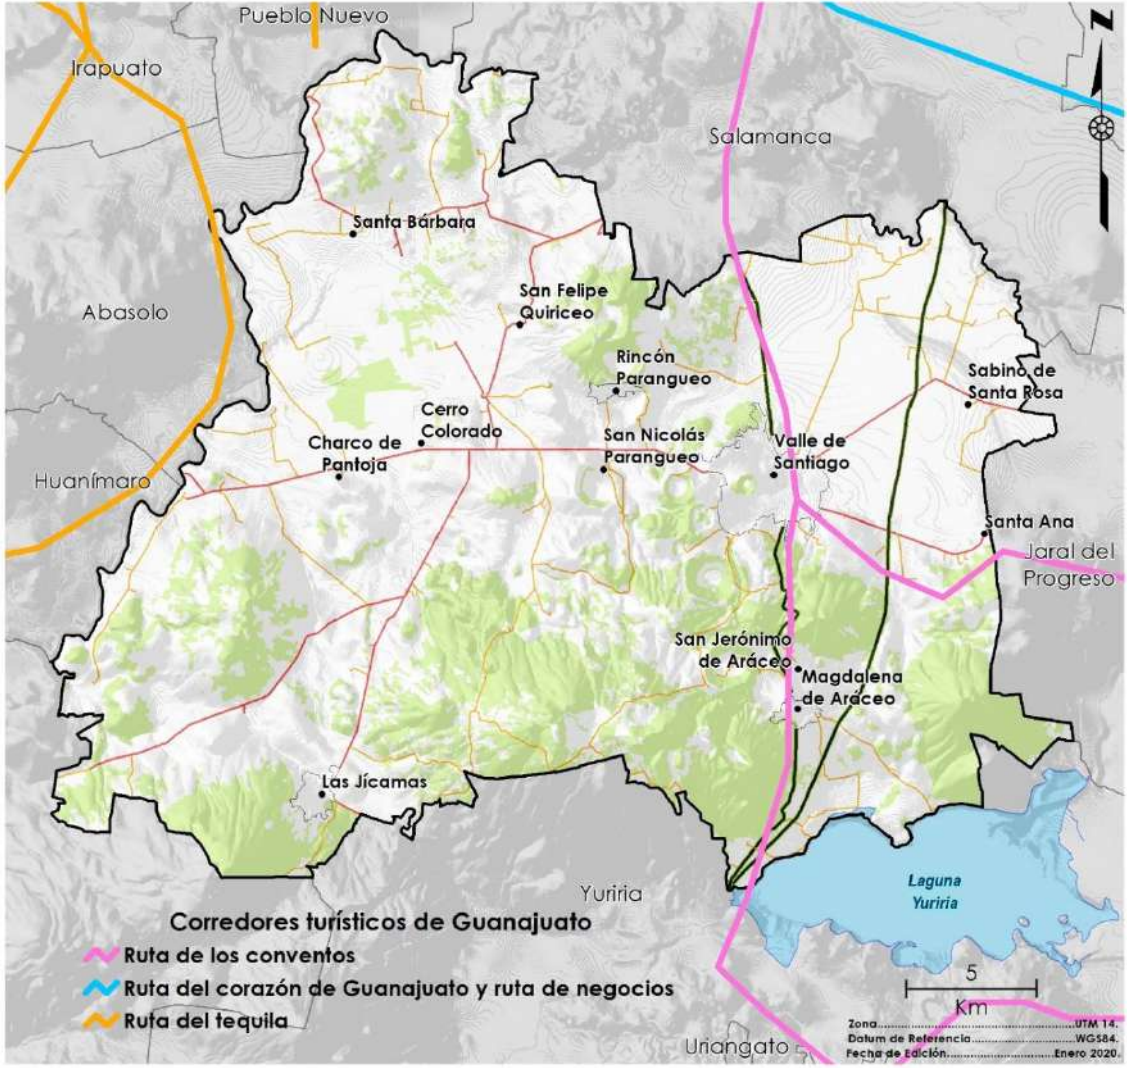 Pueblo Nuevo
Irapuato
N
Salamanca
Santa Bárbara
San Felipe
Quiriceo
Abasolo
Rincón
Parangueo
Sabino de
Santa Rosa
Cerro
Colorado
Charco de
Pantoja
San Nicolás
Parangueo
Valle de
Santiago
Huanímaro
Santa Ana
Jaral del
Progreso
San Jerónimo
de Aráceo
Magdalena
de Aráceo
Las Jícamas
Yuriria
Laguna
Yuriria
Corredores turísticos de Guanajuato
Ruta de los conventos
Ruta del corazón de Guanajuato y ruta de negocios
Ruta del tequila
5
Km
Uriangato
Zona....................................UTM 14.
Datum de Referencia..................WGS84.
Fecha de Edición...................Enero 2020.